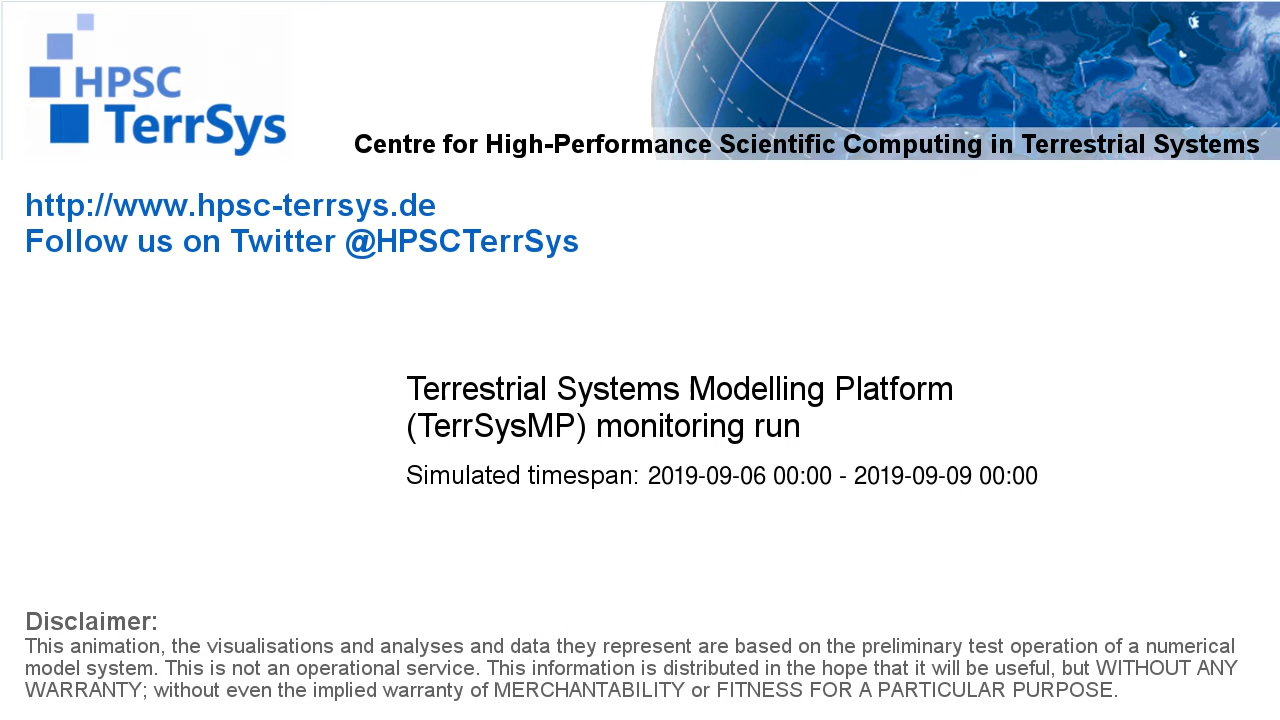 HPSC
TerrSys
Centre for High-Performance Scientific Computing in Terrestrial Systems
http://www.hpsc-terrsys.de
Follow us on Twitter @HPSCTerrSys
Terrestrial Systems Modelling Platform
(TerrSysMP) monitoring run
Simulated timespan: 2019-09-06 00:00 - 2019-09-09 00:00
Disclaimer:
This animation, the visualisations and analyses and data they represent are based on the preliminary test operation of a numerical
model system. This is not an operational service. This information is distributed in the hope that it will be useful, but WITHOUT ANY
WARRANTY; without even the implied warranty of MERCHANTABILITY or FITNESS FOR A PARTICULAR PURPOSE.